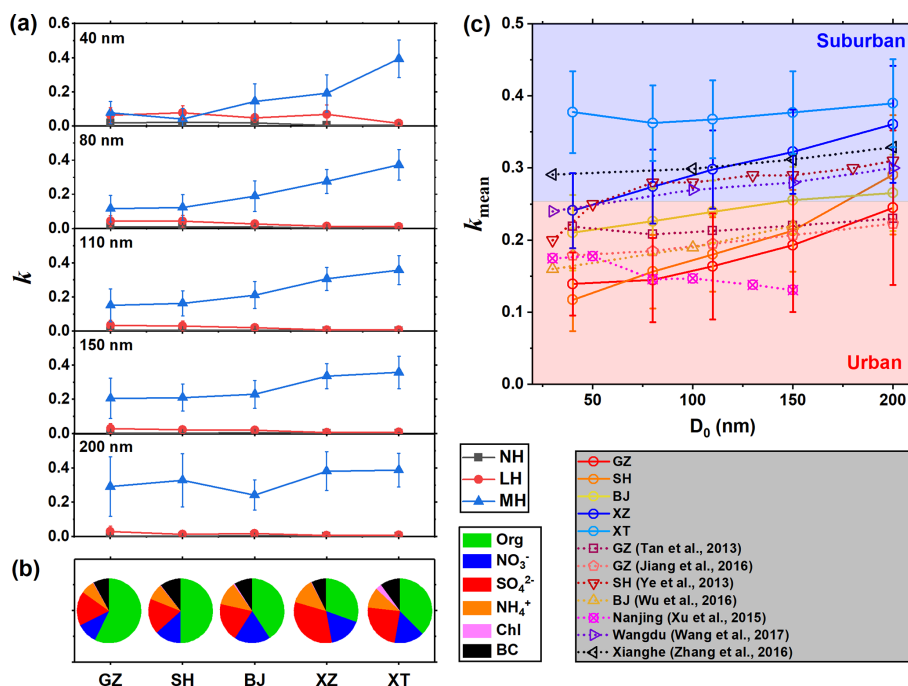 (a)
40 nm
0.4
0.2
0.0
80 nm
0.4
0.2
0.0
110 nm
0.4
0.2
0.0
150 nm
0.4
0.2
0.0
200 nm
0.4
0.2
0.0
k
(b)
GZ SH BJ XZ XT
NH
LH
MH
Org
NO₃⁻
SO₄²⁻
NH₄⁺
Chl
BC
(c)
0.5
0.4
0.3
0.2
0.1
0.0
k_mean
Suburban
Urban
50 100 150 200
D₀ (nm)
GZ
SH
BJ
XZ
XT
GZ (Tan et al., 2013)
GZ (Jiang et al., 2016)
SH (Ye et al., 2013)
BJ (Wu et al., 2016)
Nanjing (Xu et al., 2015)
Wangdu (Wang et al., 2017)
Xianghe (Zhang et al., 2016)